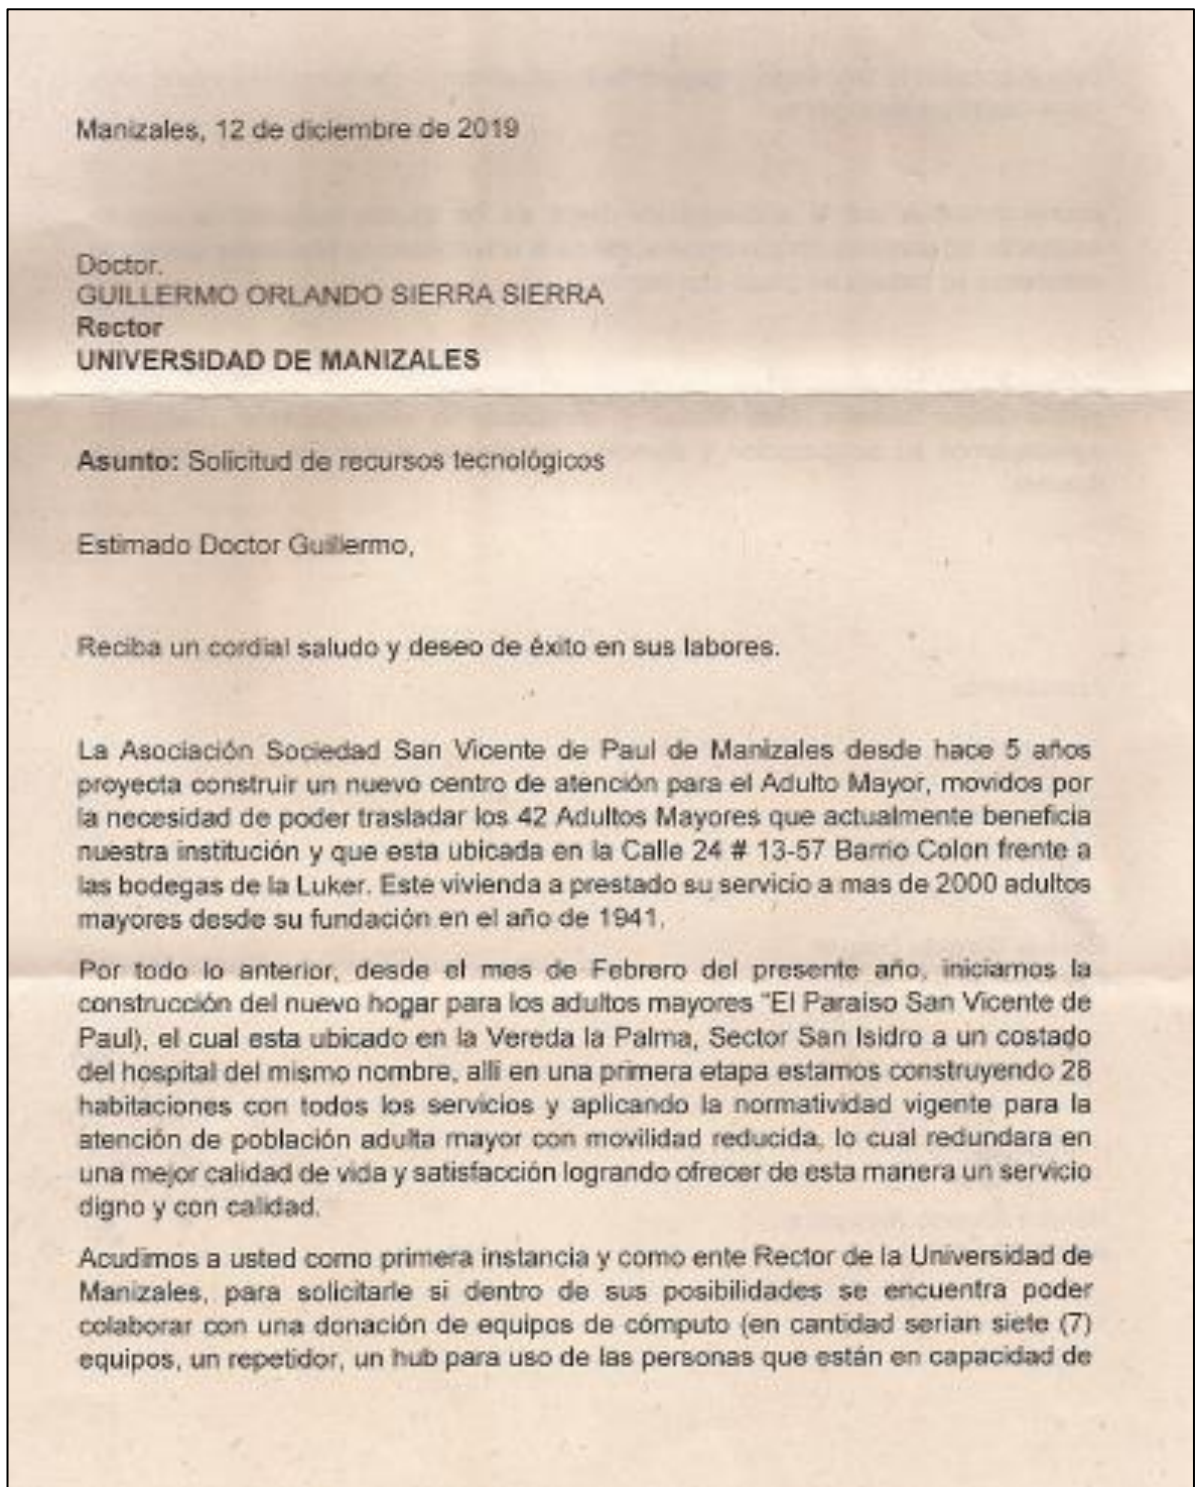 Manizales, 12 de diciembre de 2019
Doctor.
GUILLERMO ORLANDO SIERRA SIERRA
Rector
UNIVERSIDAD DE MANIZALES
Asunto: Solicitud de recursos tecnológicos
Estimado Doctor Guillermo,
Reciba un cordial saludo y deseo de éxito en sus labores.
La Asociación Sociedad San Vicente de Paul de Manizales desde hace 5 años
proyecta construir un nuevo centro de atención para el Adulto Mayor, movidos por
la necesidad de poder trasladar los 42 Adultos Mayores que actualmente beneficia
nuestra institución y que esta ubicada en la Calle 24 # 13-57 Barrio Colon frente a
las bodegas de la Luker. Este vivienda a prestado su servicio a mas de 2000 adultos
mayores desde su fundación en el año de 1941.
Por todo lo anterior, desde el mes de Febrero del presente año, iniciamos la
construcción del nuevo hogar para los adultos mayores "El Paraiso San Vicente de
Paul), el cual esta ubicado en la Vereda la Palma, Sector San Isidro a un costado
del hospital del mismo nombre, alli en una primera etapa estamos construyendo 28
habitaciones con todos los servicios y aplicando la normatividad vigente para la
atención de población adulta mayor con movilidad reducida, lo cual redundara en
una mejor calidad de vida y satisfacción logrando ofrecer de esta manera un servicio
digno y con calidad.
Acudimos a usted como primera instancia y como ente Rector de la Universidad de
Manizales, para solicitarle si dentro de sus posibilidades se encuentra poder
colaborar con una donación de equipos de cómputo (en cantidad serian siete (7)
equipos, un repetidor, un hub para uso de las personas que están en capacidad de